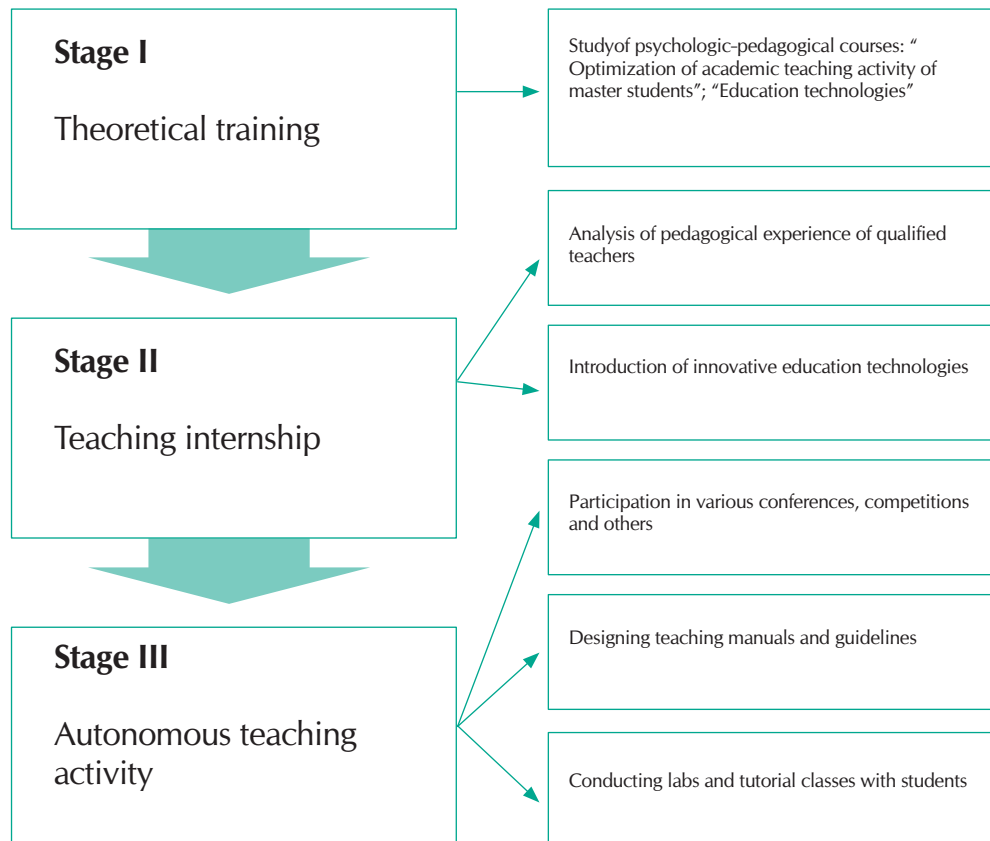 Stage I
Theoretical training
Studyof psychologic-pedagogical courses: “
Optimization of academic teaching activity of
master students”; “Education technologies”
Stage II
Teaching internship
Analysis of pedagogical experience of qualified
teachers
Introduction of innovative education technologies
Stage III
Autonomous teaching
activity
Participation in various conferences, competitions
and others
Designing teaching manuals and guidelines
Conducting labs and tutorial classes with students